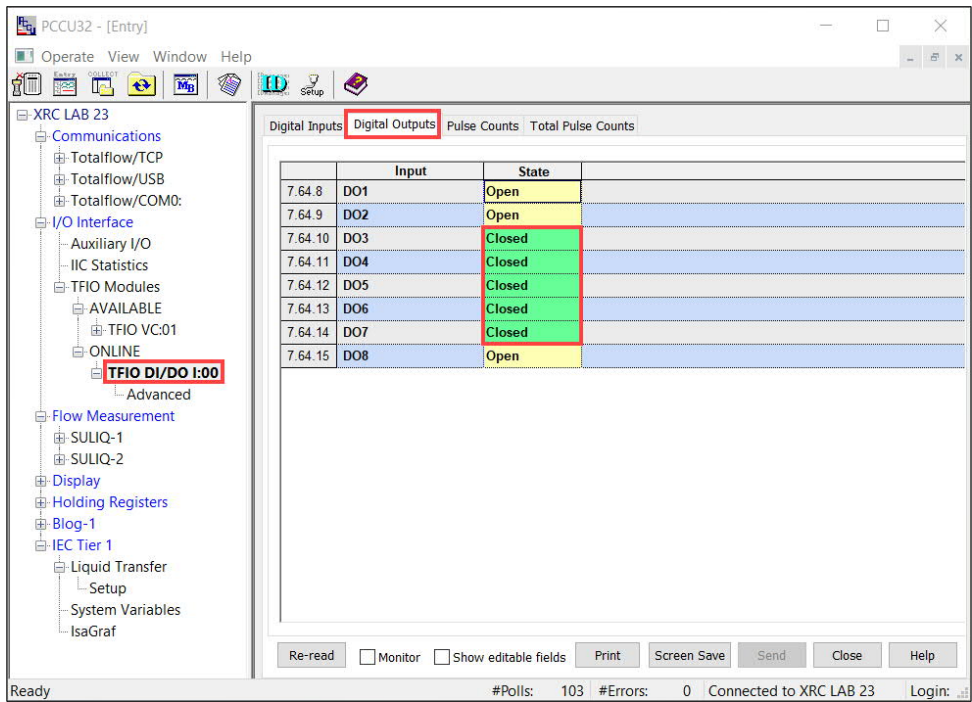 PCCU32 - [Entry]
Operate View Window Help
Entry COLLECT MB ID Setup
XRC LAB 23
Communications
Totalflow/TCP
Totalflow/USB
Totalflow/COM0:
I/O Interface
Auxiliary I/O
IIC Statistics
TFIO Modules
AVAILABLE
TFIO VC:01
ONLINE
TFIO DI/DO I:00
Advanced
Flow Measurement
SULIQ-1
SULIQ-2
Display
Holding Registers
Blog-1
IEC Tier 1
Liquid Transfer
Setup
System Variables
IsaGraf
Digital Inputs Digital Outputs Pulse Counts Total Pulse Counts
Input State
7.64.8 DO1 Open
7.64.9 DO2 Open
7.64.10 DO3 Closed
7.64.11 DO4 Closed
7.64.12 DO5 Closed
7.64.13 DO6 Closed
7.64.14 DO7 Closed
7.64.15 DO8 Open
Re-read Monitor Show editable fields Print Screen Save Send Close Help
Ready #Polls: 103 #Errors: 0 Connected to XRC LAB 23 Login: